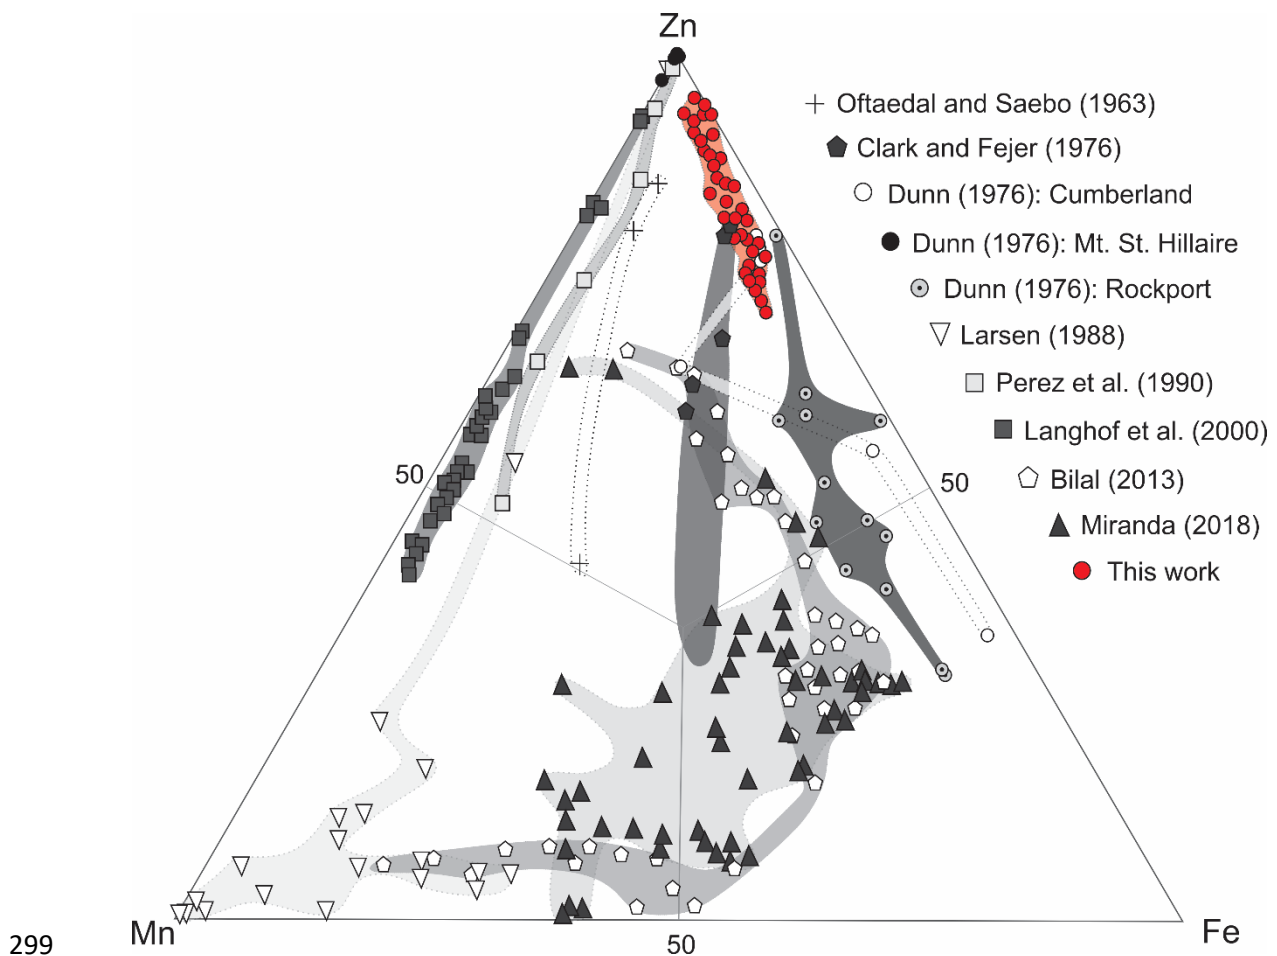 Zn
Oftaedal and Saebo (1963)
Clark and Fejer (1976)
Dunn (1976): Cumberland
Dunn (1976): Mt. St. Hillaire
Dunn (1976): Rockport
Larsen (1988)
Perez et al. (1990)
Langhof et al. (2000)
50
50
Bilal (2013)
Miranda (2018)
This work
Mn
Fe
299
50